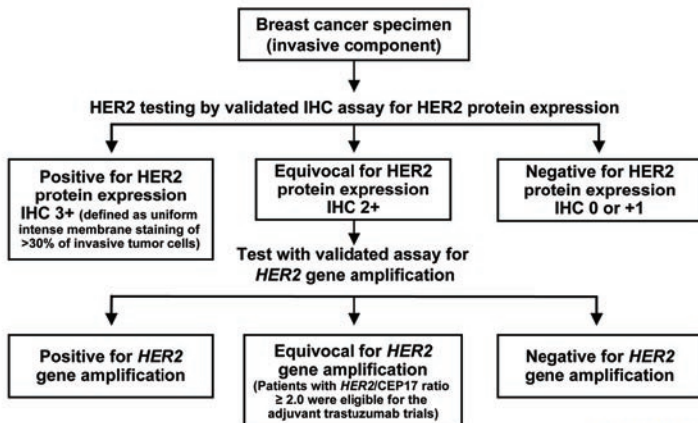 Breast cancer specimen
(invasive component)
HER2 testing by validated IHC assay for HER2 protein expression
Positive for HER2
protein expression
IHC 3+ (defined as uniform
intense membrane staining of
>30% of invasive tumor cells)
Equivocal for HER2
protein expression
IHC 2+
Negative for HER2
protein expression
IHC 0 or +1
Test with validated assay for
HER2 gene amplification
Positive for HER2
gene amplification
Equivocal for HER2
gene amplification
(Patients with HER2/CEP17 ratio
≥ 2.0 were eligible for the
adjuvant trastuzumab trials)
Negative for HER2
gene amplification